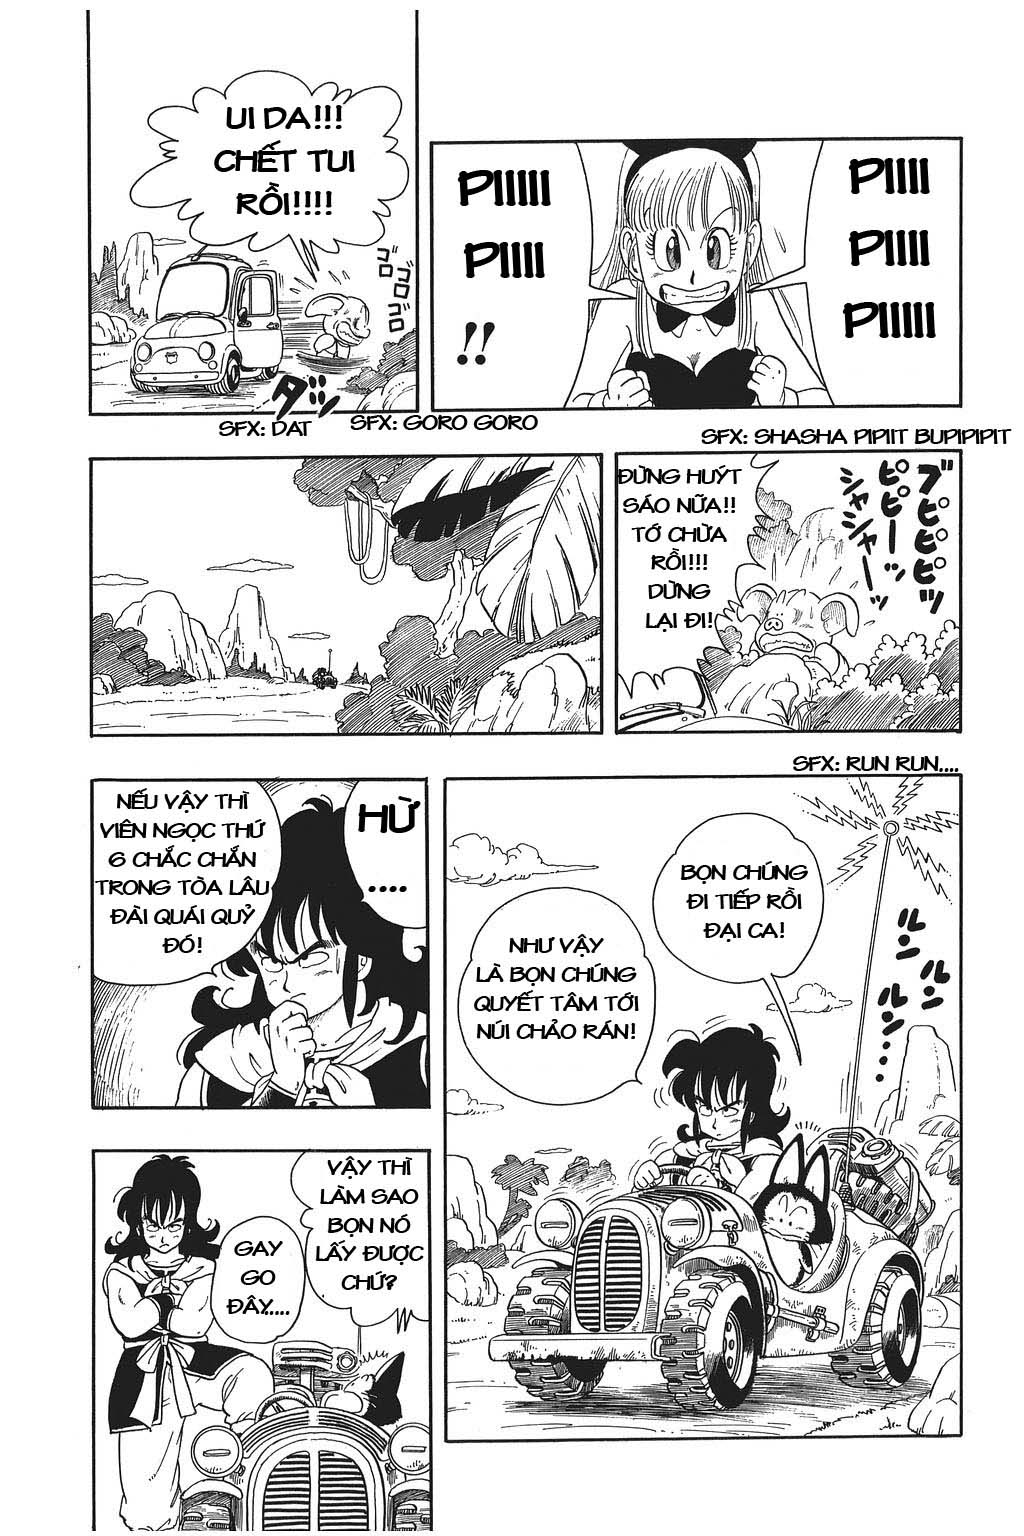 PIIII
PIIII
PIIIII
PIIIII
PIIII
!!
UI DA!!!
CHẾT TUI
RỒI!!!!
ゴロ
ゴロゴロ
ダッ
SFX: DAT
SFX: GORO GORO
SFX: SHASHA PIPIIT BUPIPIPIT
ĐỪNG HUÝT
SÁO NỮA!!
TỚ CHỪA
RỒI!!!
DỪNG
LẠI ĐI!
ブピピピッ
ピピーッ
シャシャーッ
SFX: RUN RUN....
BỌN CHÚNG
ĐI TIẾP RỒI
ĐẠI CA!
NHƯ VẬY
LÀ BỌN CHÚNG
QUYẾT TÂM TỚI
NÚI CHẢO RÁN!
ルンルン
ルンルン...
HỪ
....
NẾU VẬY THÌ
VIÊN NGỌC THỨ
6 CHẮC CHẮN
TRONG TÒA LÂU
ĐÀI QUÁI QUỶ
ĐÓ!
VẬY THÌ
LÀM SAO
BỌN NÓ
LẤY ĐƯỢC
CHỨ?
GAY
GO
ĐÂY....